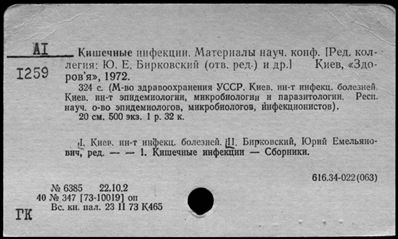 AI
1259
Кишечные инфекции. Материалы науч. конф. [Ред. кол-
легия: Ю. Е. Бирковский (отв. ред.) и др.] Киев, «Здо-
ров'я», 1972.
324 с. (М-во здравоохранения УССР. Киев. ин-т инфекц. болезней.
Киев. ин-т эпидемиологии, микробиологии и паразитологии. Респ.
науч. о-во эпидемиологов, микробиологов, инфекционистов).
20 см. 500 экз. 1 р. 32 к.
I. Киев. ин-т инфекц. болезней. II. Бирковский, Юрий Емельяно-
вич, ред. — — 1. Кишечные инфекции — Сборники.
616.34-022(063)
№ 6385 22.10.2
40 № 347 [73-10019] оп
ГК
Вс. кн. пал. 23 II 73 К465